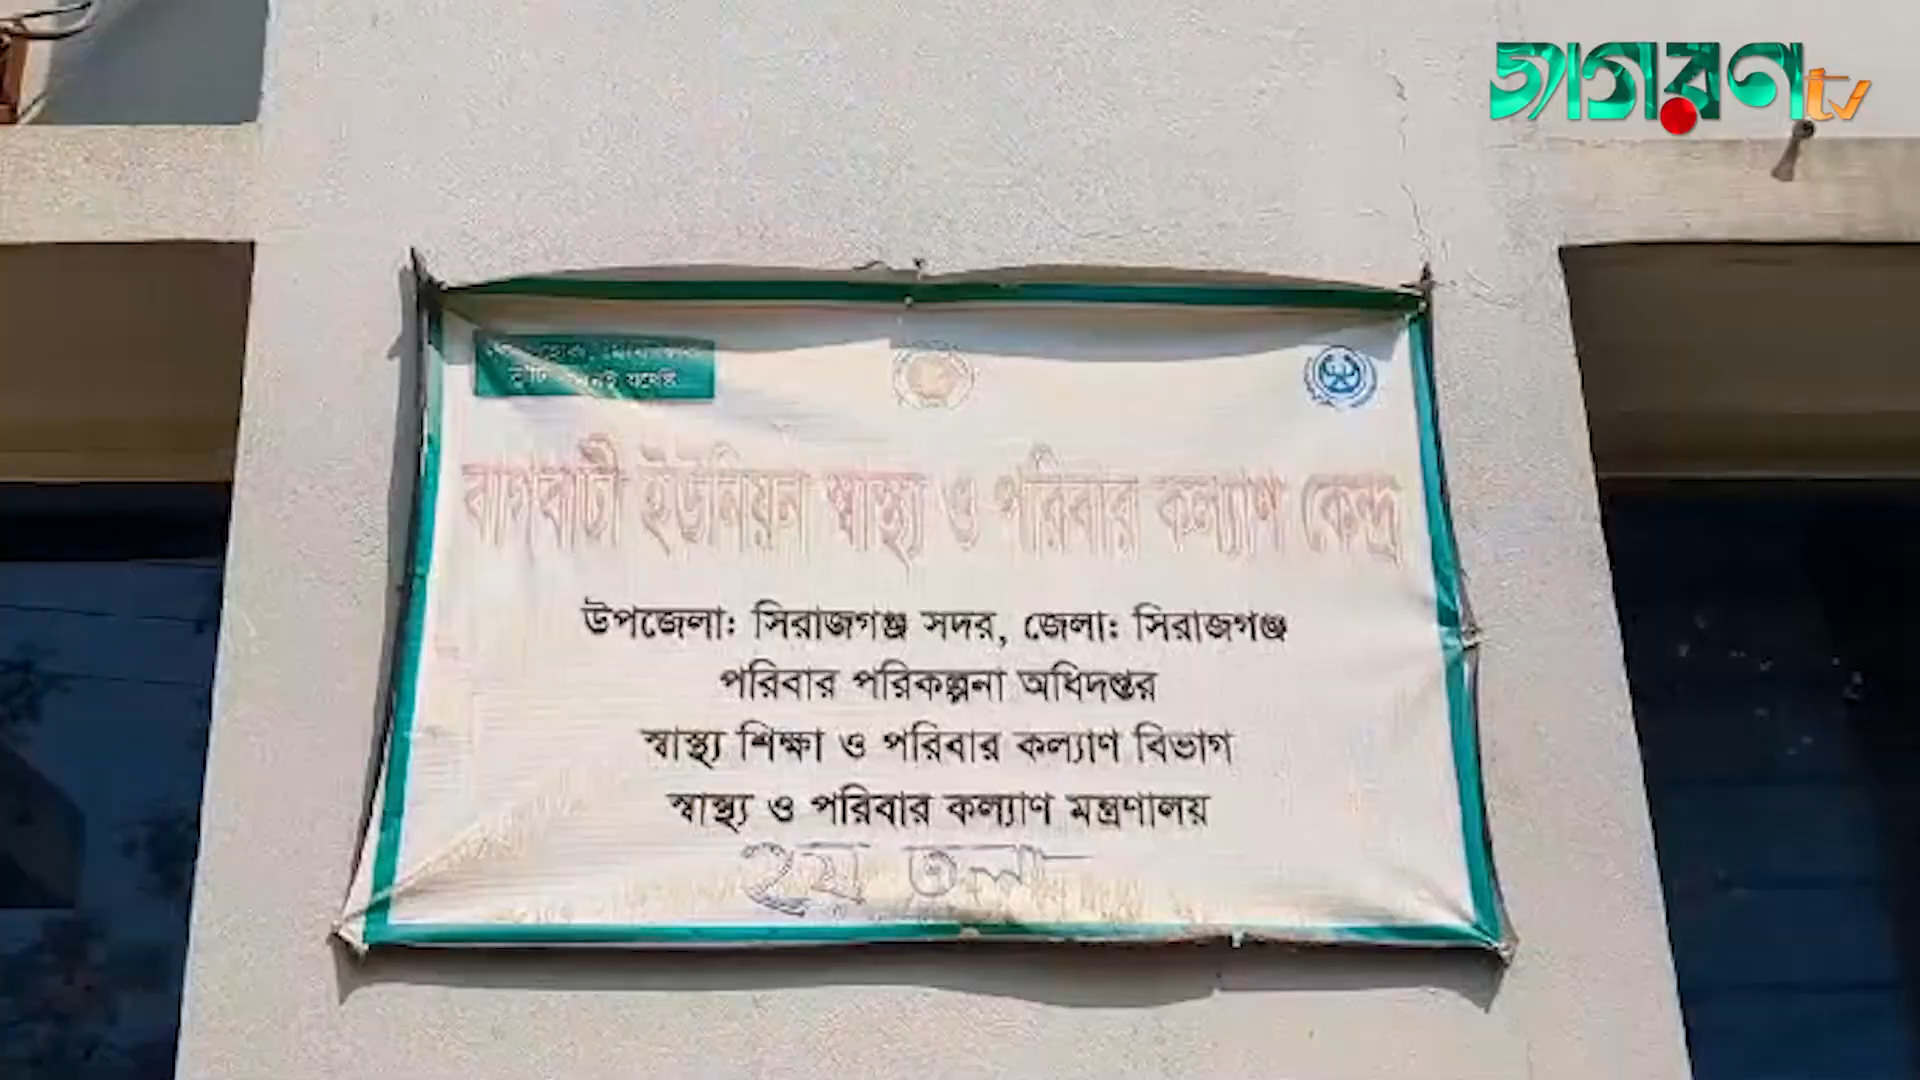 জাগরণ tv
যথেষ্ট
বাগবাটী ইউনিয়ন স্বাস্থ্য ও পরিবার কল্যাণ কেন্দ্র
উপজেলা: সিরাজগঞ্জ সদর, জেলা: সিরাজগঞ্জ
পরিবার পরিকল্পনা অধিদপ্তর
স্বাস্থ্য শিক্ষা ও পরিবার কল্যাণ বিভাগ
স্বাস্থ্য ও পরিবার কল্যাণ মন্ত্রণালয়
২য় তলা